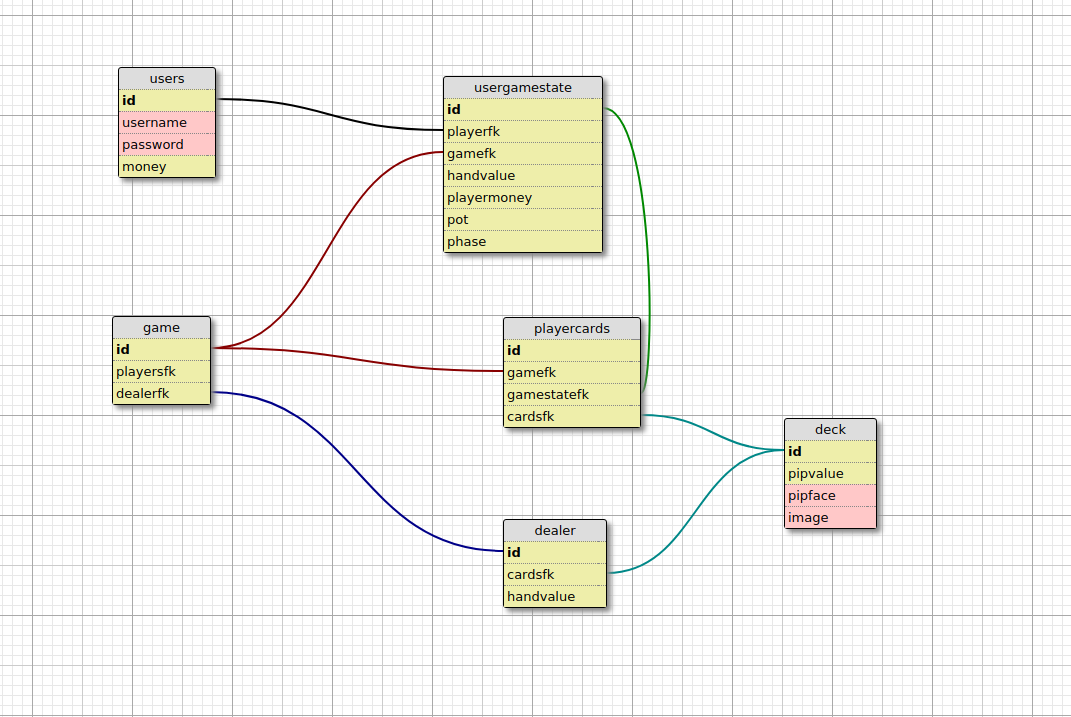 users
id
username
password
money
usergamestate
id
playerfk
gamefk
handvalue
playermoney
pot
phase
game
id
playersfk
dealerfk
playercards
id
gamefk
gamestatefk
cardsfk
deck
id
pipvalue
pipface
image
dealer
id
cardsfk
handvalue